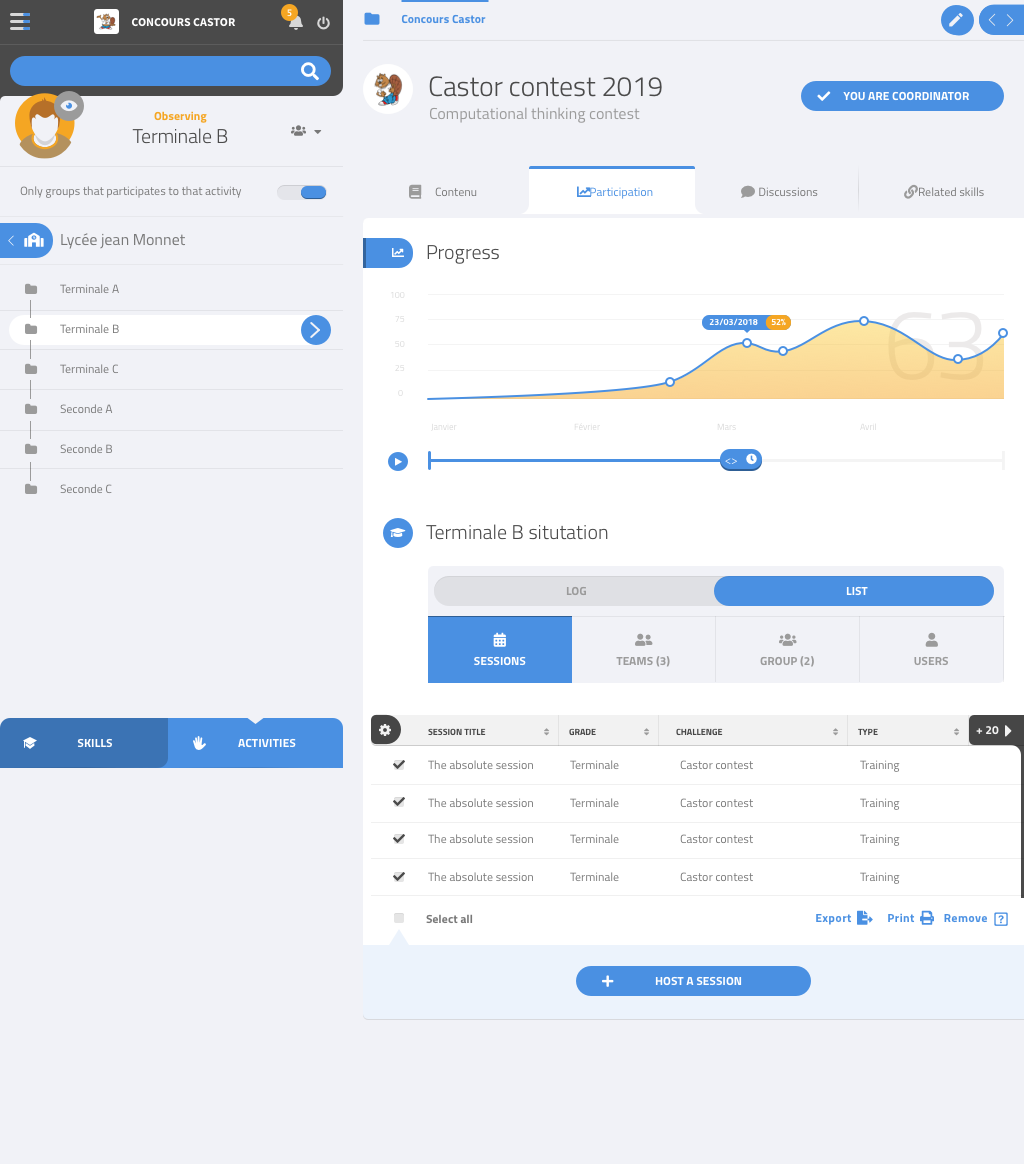 CONCOURS CASTOR
5
Observing
Terminale B
Only groups that participates to that activity
Lycée jean Monnet
Terminale A
Terminale B
Terminale C
Seconde A
Seconde B
Seconde C
SKILLS
ACTIVITIES
Concours Castor
Castor contest 2019
Computational thinking contest
YOU ARE COORDINATOR
Contenu
Participation
Discussions
Related skills
Progress
100
75
50
25
0
23/03/2018 52%
63
Janvier Février Mars Avril
<>
Terminale B situtation
LOG LIST
SESSIONS TEAMS (3) GROUP (2) USERS
SESSION TITLE GRADE CHALLENGE TYPE + 20
The absolute session Terminale Castor contest Training
The absolute session Terminale Castor contest Training
The absolute session Terminale Castor contest Training
The absolute session Terminale Castor contest Training
Select all Export Print Remove ?
HOST A SESSION